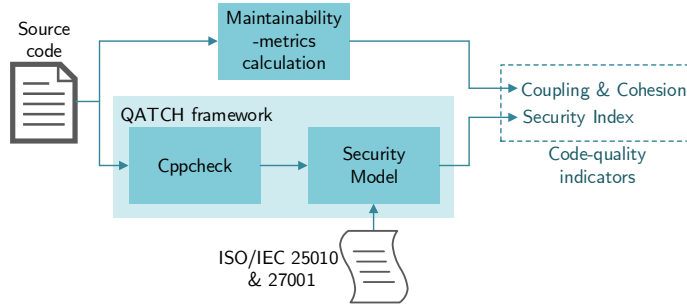 Source
code
Maintainability
-metrics
calculation
QATCH framework
Cppcheck
Security
Model
Coupling & Cohesion
Security Index
Code-quality
indicators
ISO/IEC 25010
& 27001